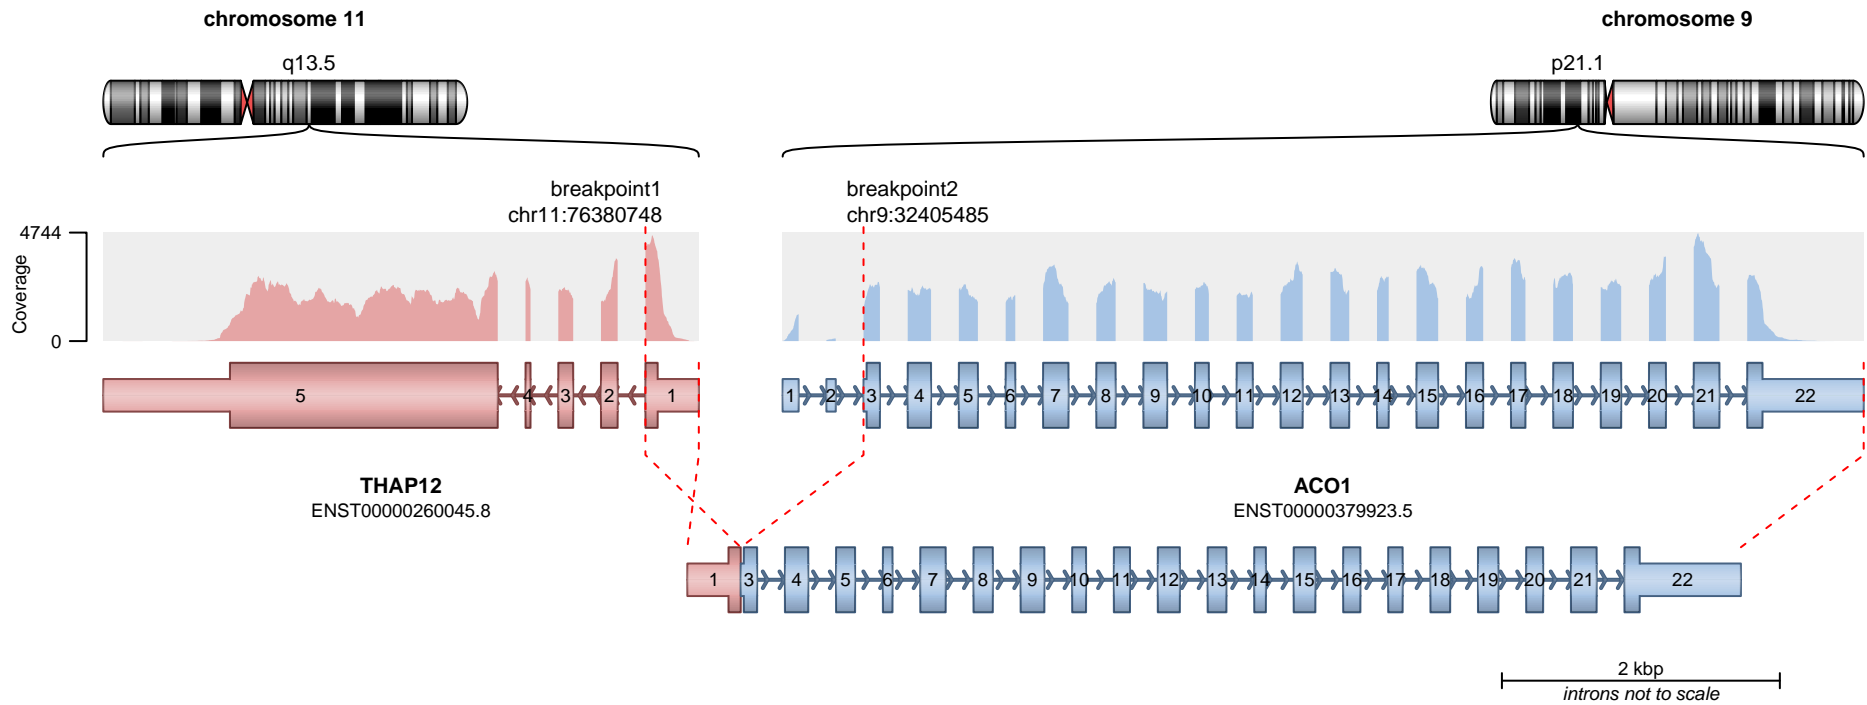 chromosome 11
chromosome 9
q13.5
p21.1
breakpoint1
chr11:76380748
breakpoint2
chr9:32405485
4744
Coverage
0
5 4 3 2 1
1 2 3 4 5 6 7 8 9 10 11 12 13 14 15 16 17 18 19 20 21 22
THAP12
ENST00000260045.8
ACO1
ENST00000379923.5
1 3 4 5 6 7 8 9 10 11 12 13 14 15 16 17 18 19 20 21 22
2 kbp
introns not to scale